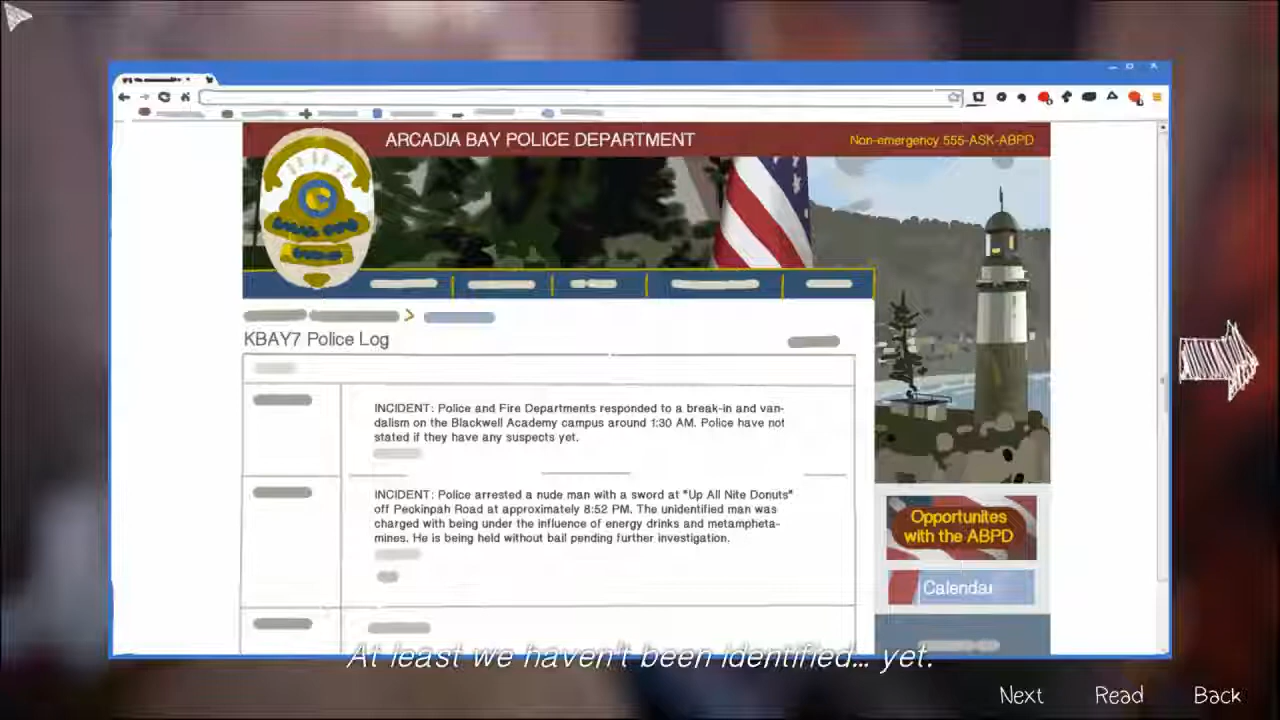 ARCADIA BAY POLICE DEPARTMENT
Non-emergency 555-ASK-ABPD
KBAY7 Police Log
INCIDENT: Police and Fire Departments responded to a break-in and van-
dalism on the Blackwell Academy campus around 1:30 AM. Police have not
stated if they have any suspects yet.
INCIDENT: Police arrested a nude man with a sword at "Up All Nite Donuts"
off Peckinpah Road at approximately 8:52 PM. The unidentified man was
charged with being under the influence of energy drinks and metampheta-
mines. He is being held without bail pending further investigation.
Opportunites
with the ABPD
Calendar
At least we haven't been identified... yet.
Next
Read
Back